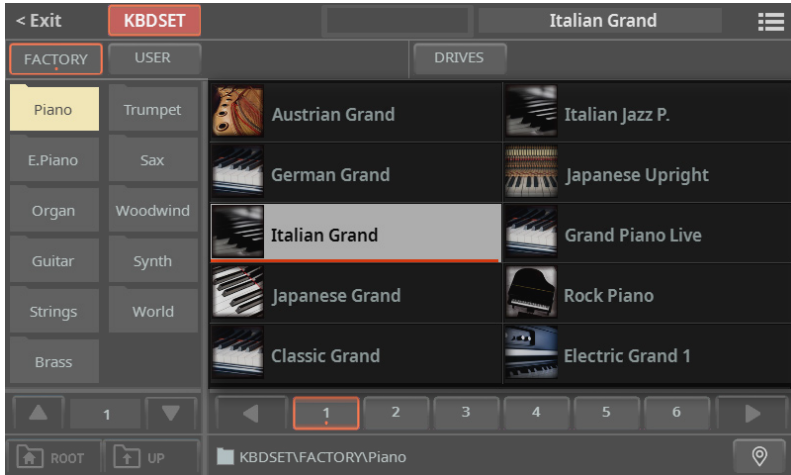 < Exit KBDSET Italian Grand
FACTORY USER DRIVES
Piano Trumpet Austrian Grand Italian Jazz P.
E.Piano Sax German Grand Japanese Upright
Organ Woodwind Italian Grand Grand Piano Live
Guitar Synth Japanese Grand Rock Piano
Strings World Classic Grand Electric Grand 1
Brass
1 1 2 3 4 5 6
ROOT UP KBDSET\FACTORY\Piano